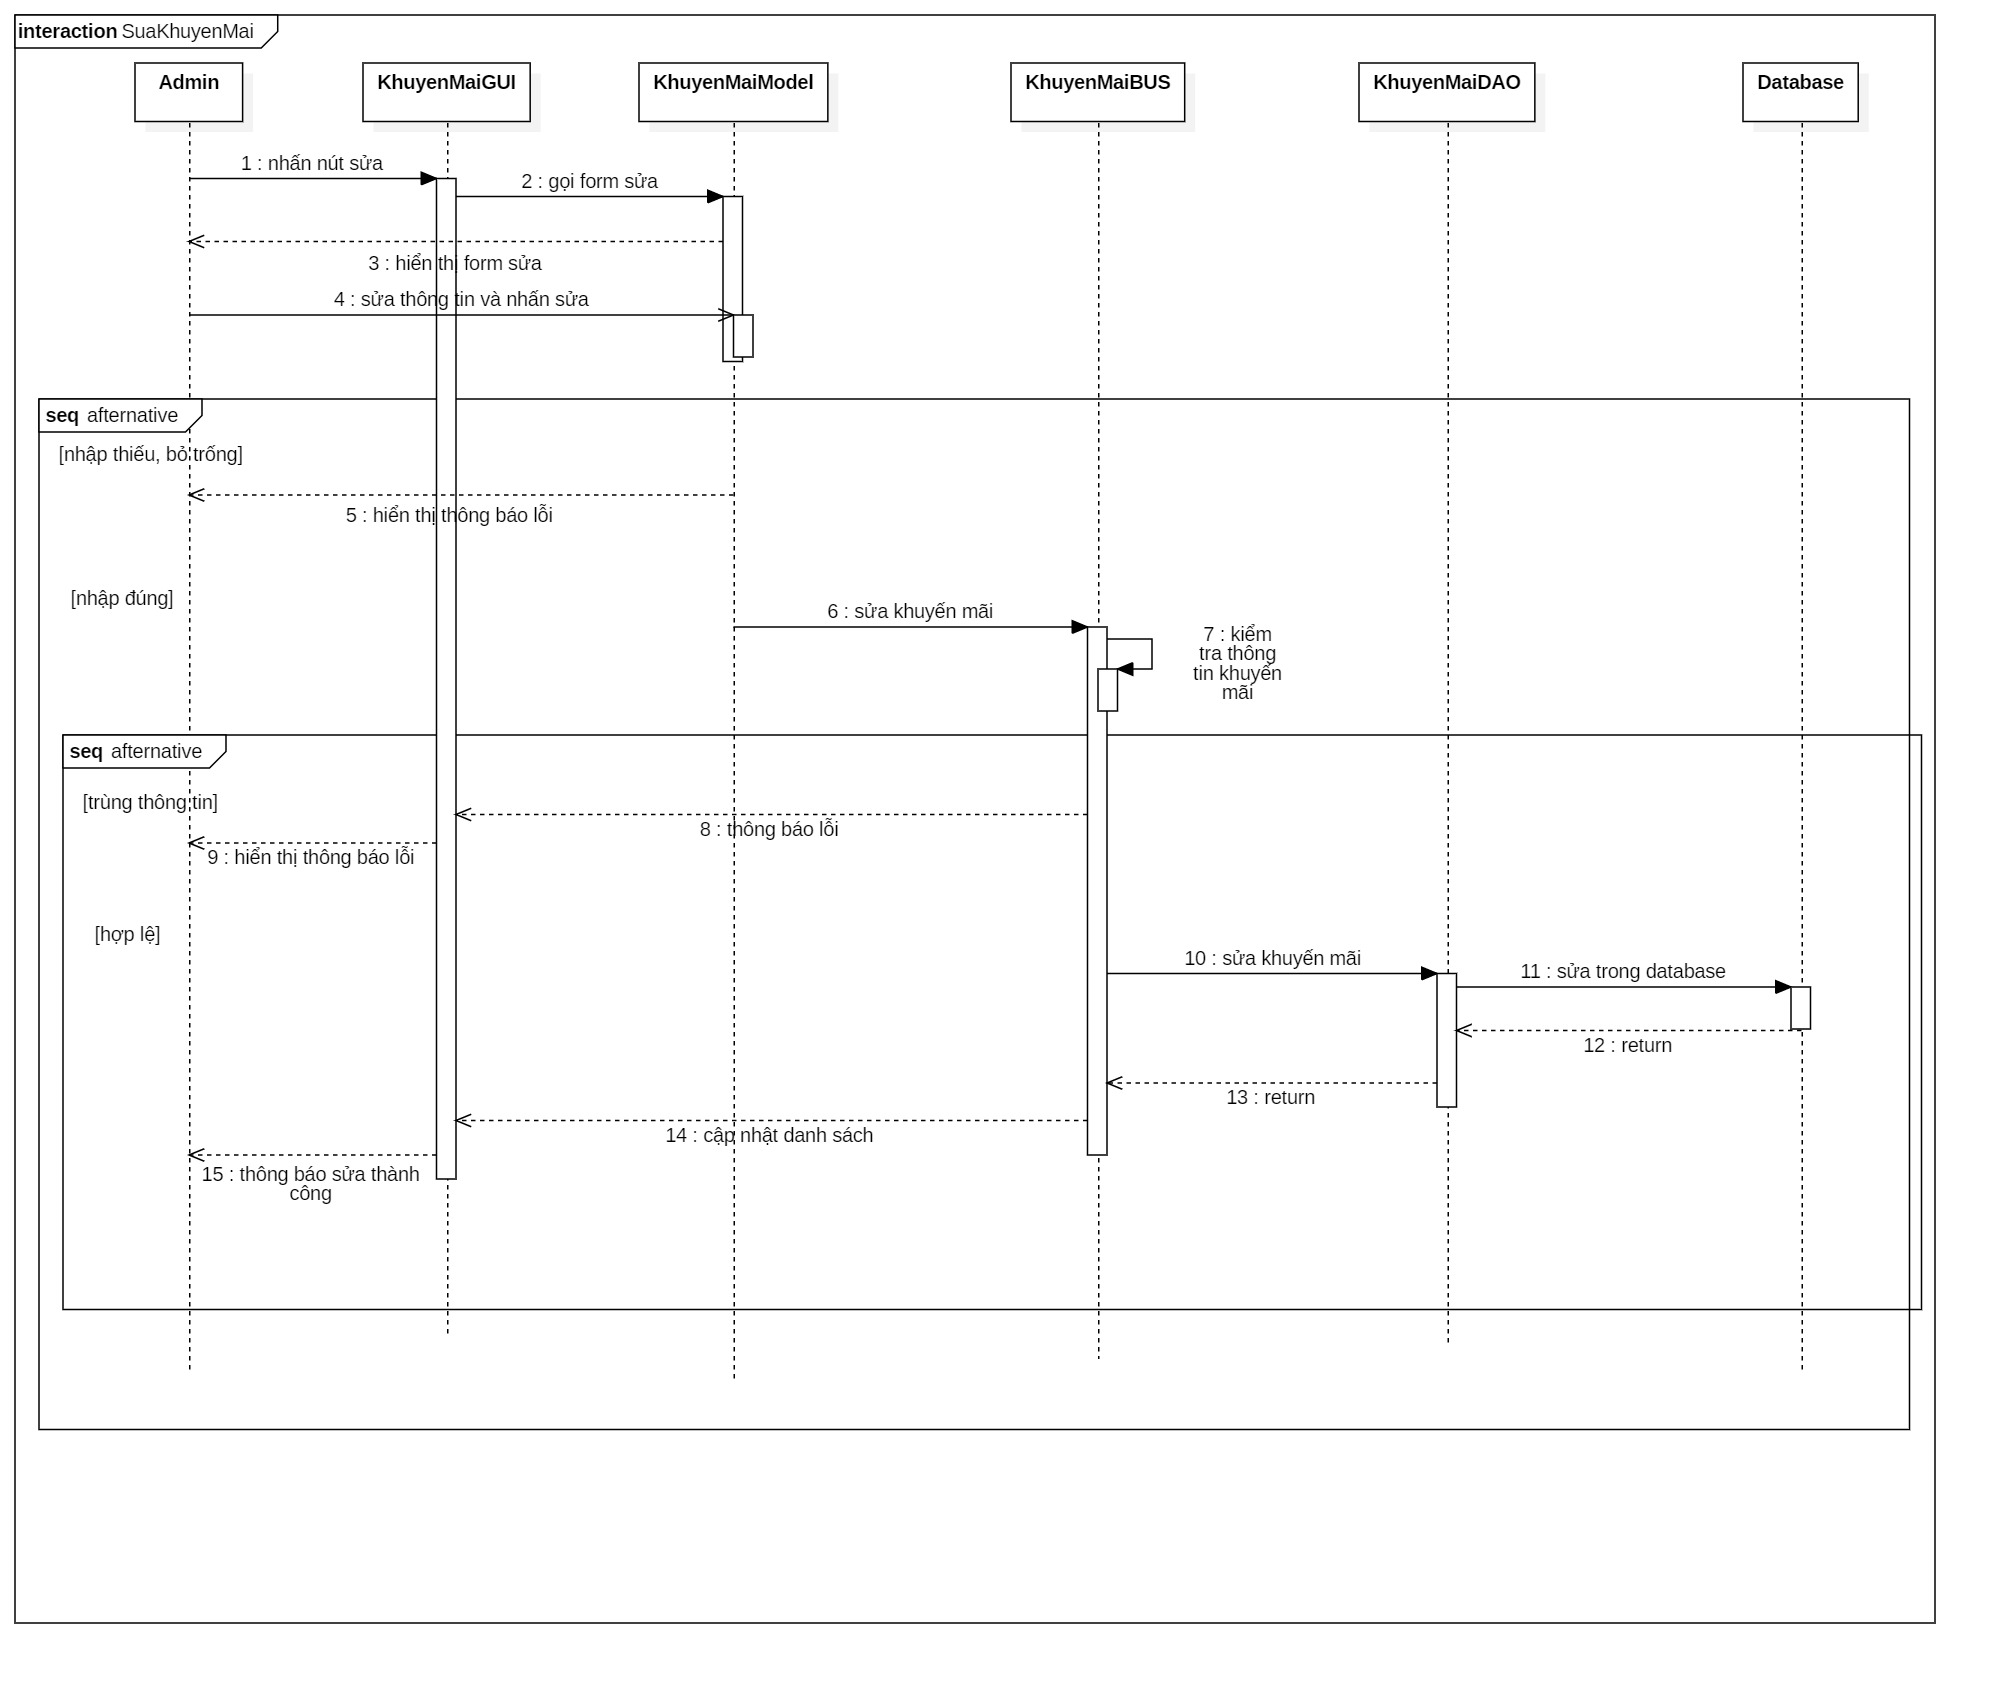 interaction SuaKhuyenMai
Admin
KhuyenMaiGUI
KhuyenMaiModel
KhuyenMaiBUS
KhuyenMaiDAO
Database
1 : nhấn nút sửa
2 : gọi form sửa
3 : hiển thị form sửa
4 : sửa thông tin và nhấn sửa
seq afternative
[nhập thiếu, bỏ trống]
5 : hiển thị thông báo lỗi
[nhập đúng]
6 : sửa khuyến mãi
7 : kiểm
tra thông
tin khuyến
mãi
seq afternative
[trùng thông tin]
8 : thông báo lỗi
9 : hiển thị thông báo lỗi
[hợp lệ]
10 : sửa khuyến mãi
11 : sửa trong database
12 : return
13 : return
14 : cập nhật danh sách
15 : thông báo sửa thành
công